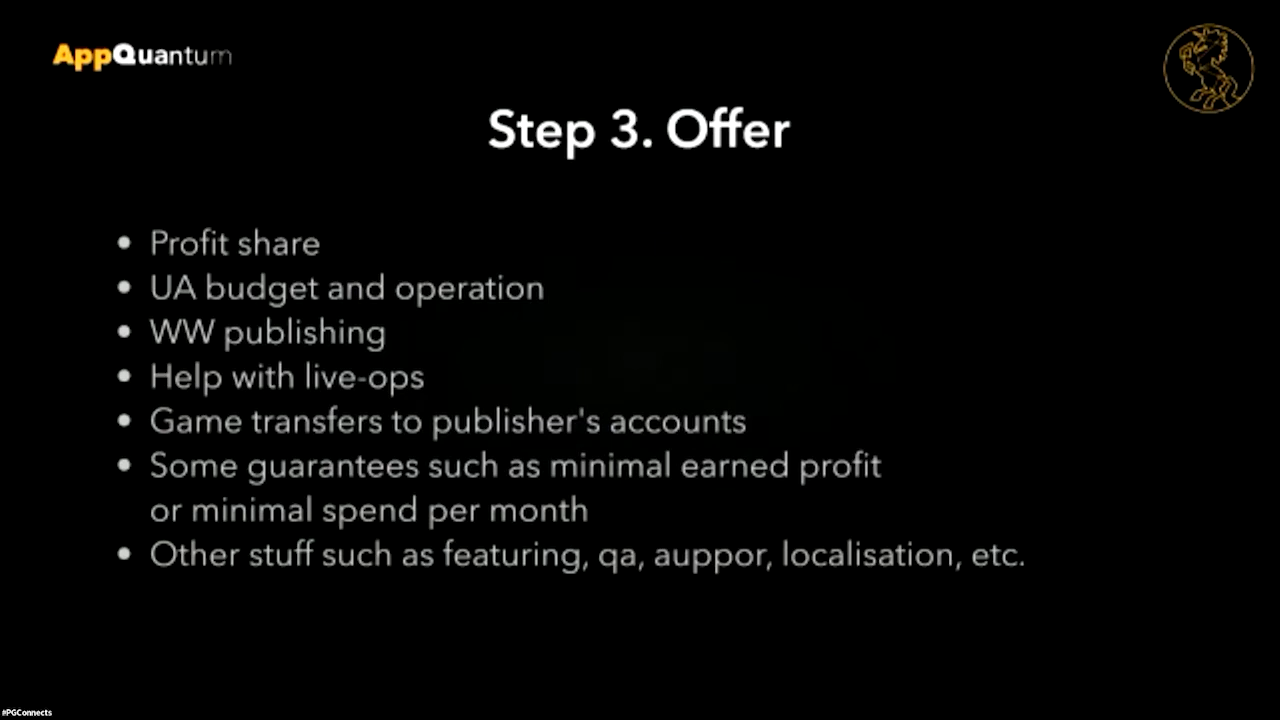 AppQuantum
Step 3. Offer
• Profit share
• UA budget and operation
• WW publishing
• Help with live-ops
• Game transfers to publisher's accounts
• Some guarantees such as minimal earned profit
or minimal spend per month
• Other stuff such as featuring, qa, auppor, localisation, etc.
#PGConnects